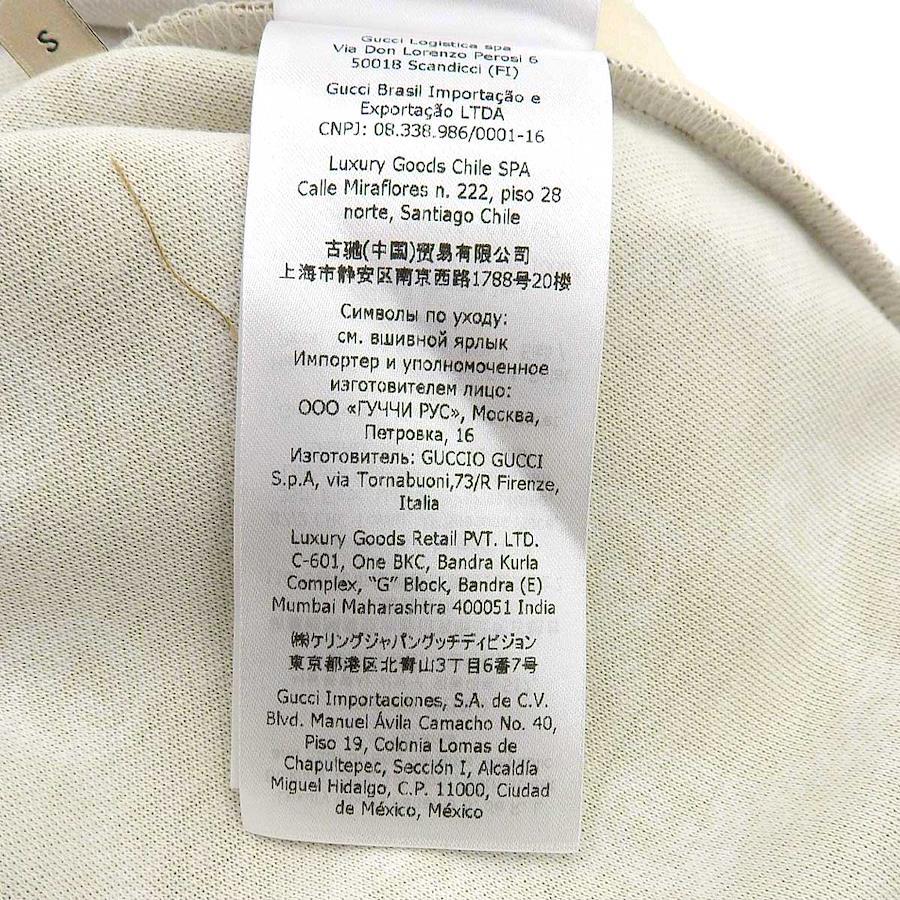 S
Gucci Logistica spa
Via Don Lorenzo Perosi 6
50018 Scandicci (FI)
Gucci Brasil Importação e
Exportação LTDA
CNPJ: 08.338.986/0001-16
Luxury Goods Chile SPA
Calle Miraflores n. 222, piso 28
norte, Santiago Chile
古驰(中国)贸易有限公司
上海市静安区南京西路1788号20楼
Символы по уходу:
см. вшивной ярлык
Импортер и уполномоченное
изготовителем лицо:
ООО «ГУЧЧИ РУС», Москва,
Петровка, 16
Изготовитель: GUCCIO GUCCI
S.p.A, via Tornabuoni,73/R Firenze,
Italia
Luxury Goods Retail PVT. LTD.
C-601, One BKC, Bandra Kurla
Complex, “G” Block, Bandra (E)
Mumbai Maharashtra 400051 India
㈱ケリングジャパングッチディビジョン
東京都港区北青山3丁目6番7号
Gucci Importaciones, S.A. de C.V.
Blvd. Manuel Ávila Camacho No. 40,
Piso 19, Colonia Lomas de
Chapultepec, Sección I, Alcaldía
Miguel Hidalgo, C.P. 11000, Ciudad
de México, México